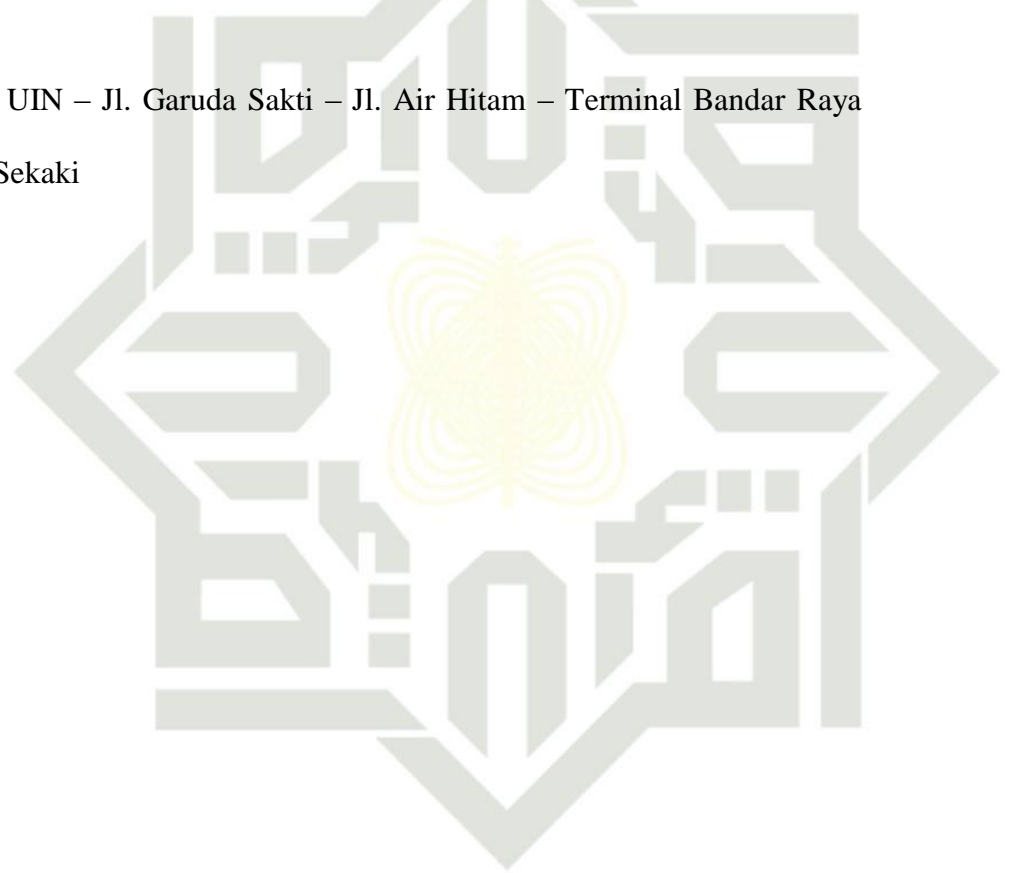 UIN – Jl. Garuda Sakti – Jl. Air Hitam – Terminal Bandar Raya
Sekaki